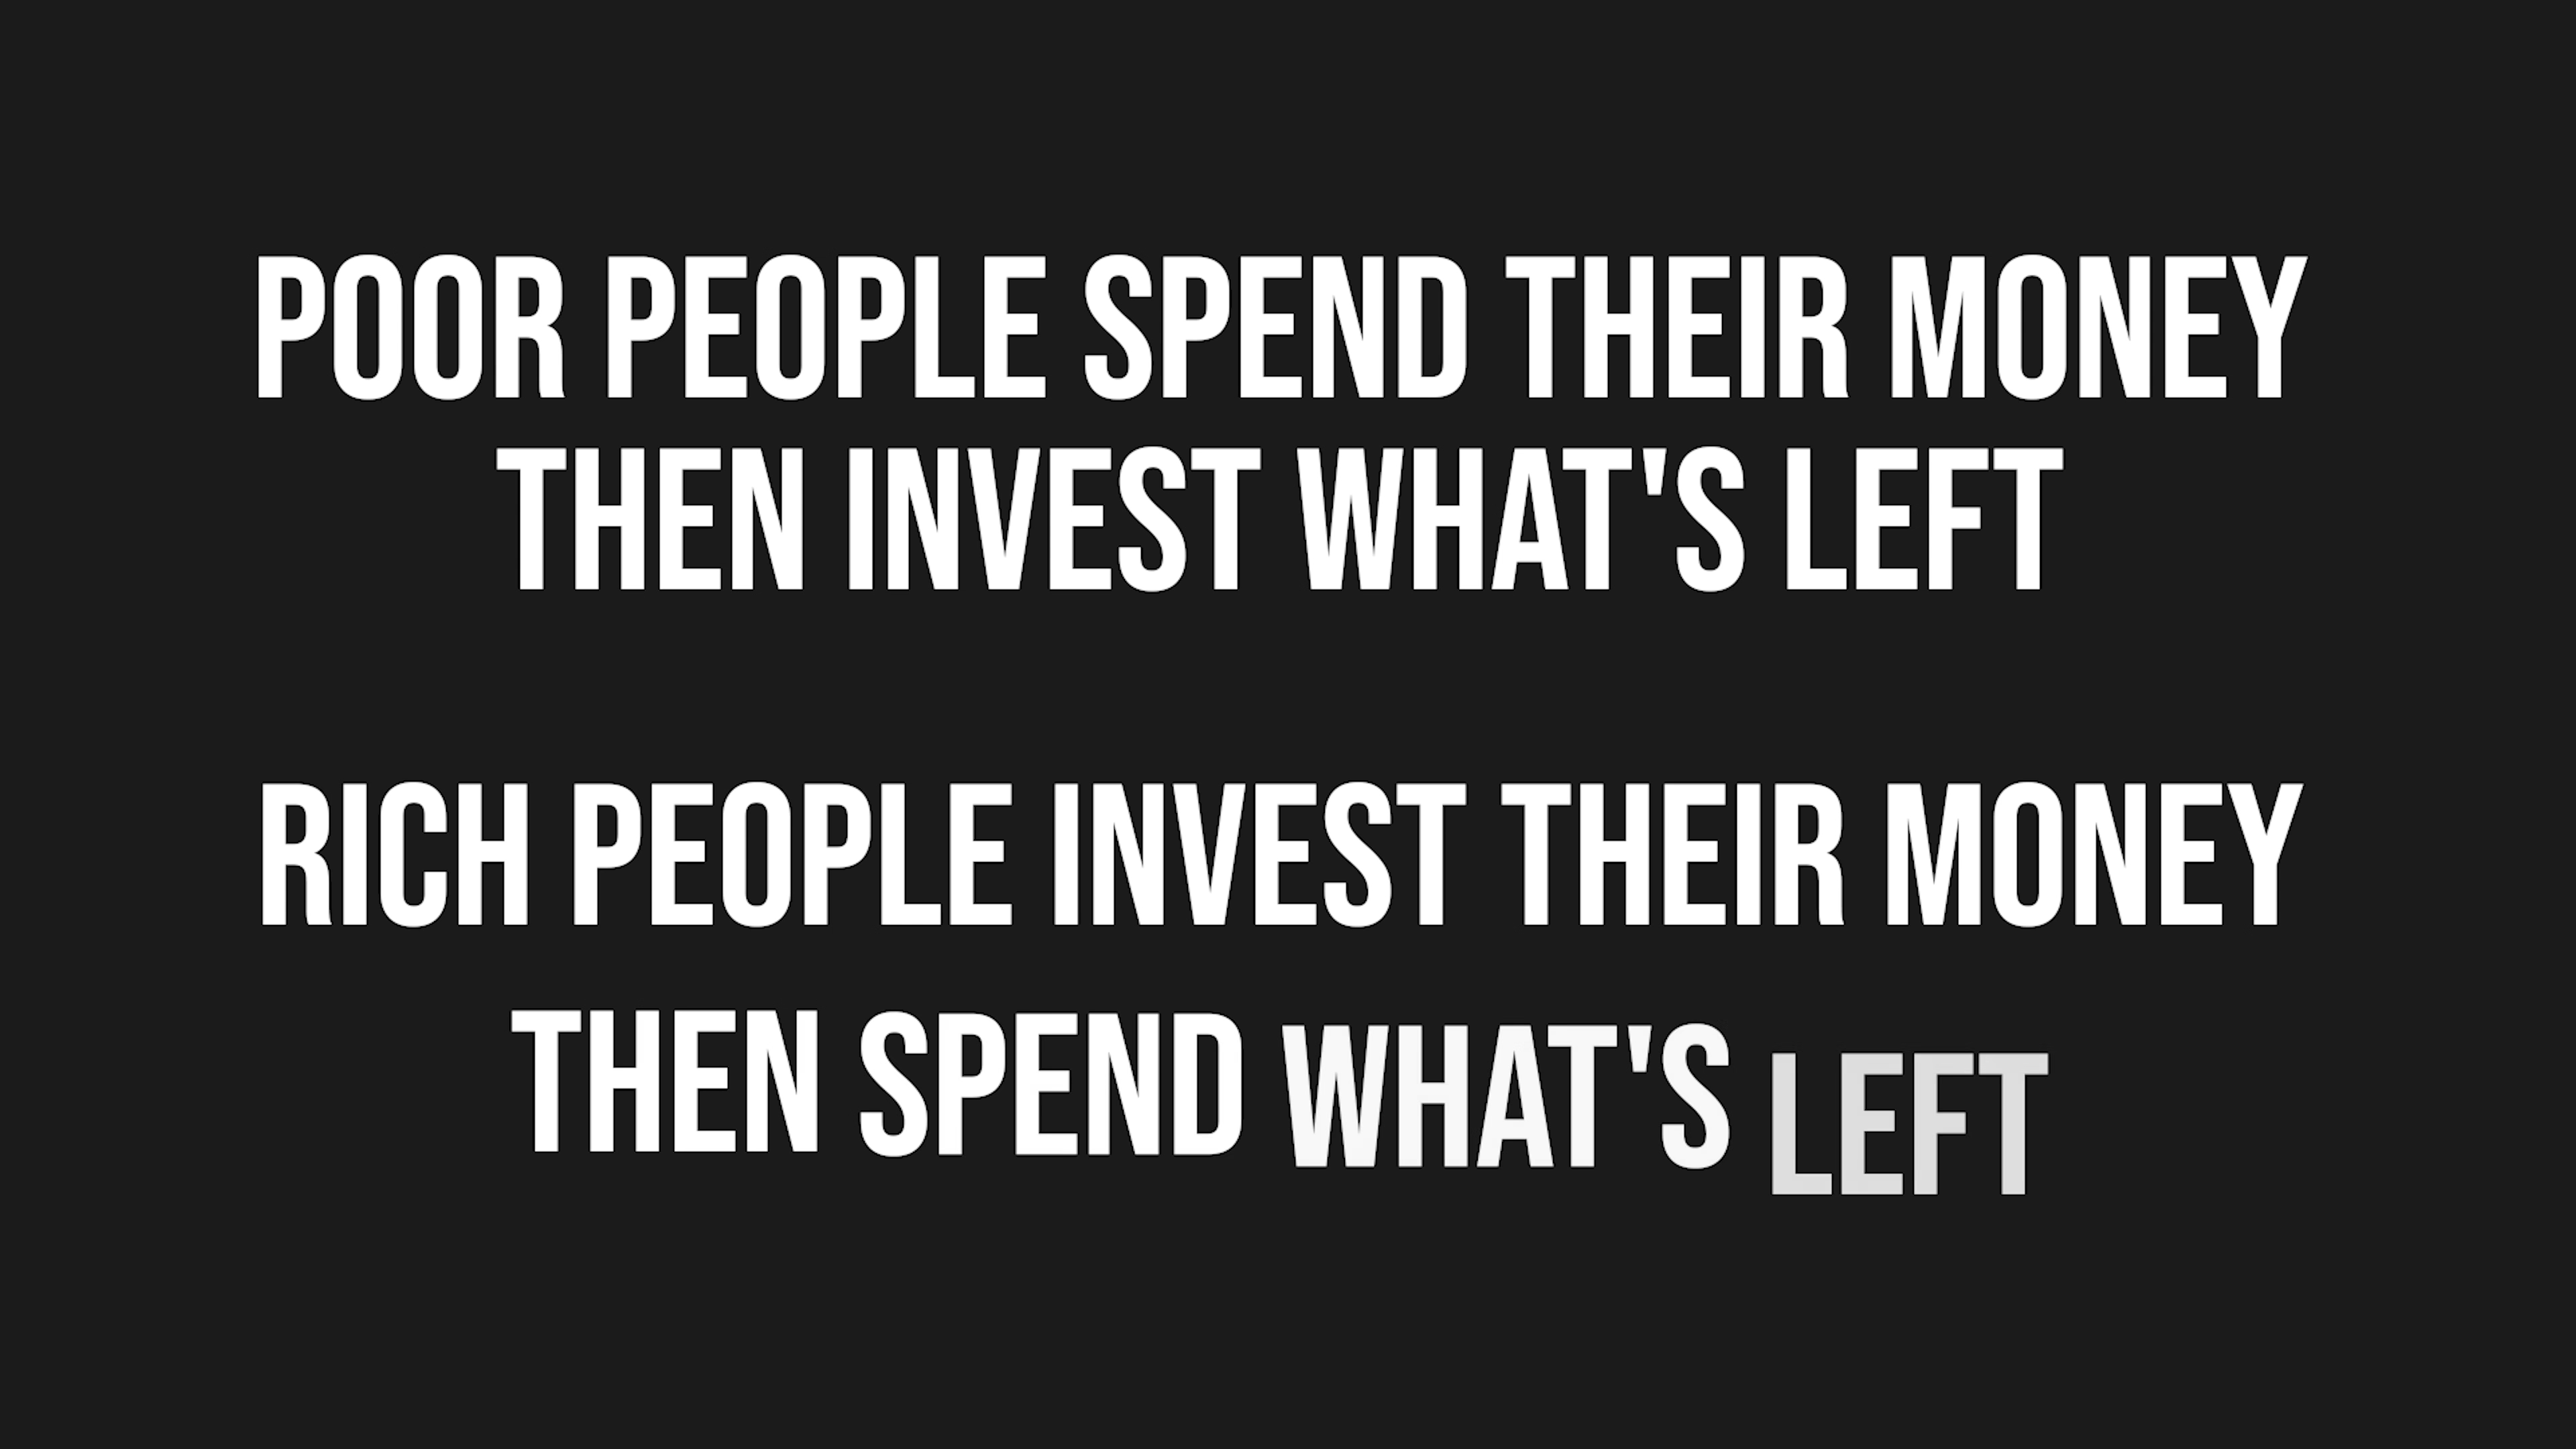 POOR PEOPLE SPEND THEIR MONEY
THEN INVEST WHAT'S LEFT
RICH PEOPLE INVEST THEIR MONEY
THEN SPEND WHAT'S LEFT